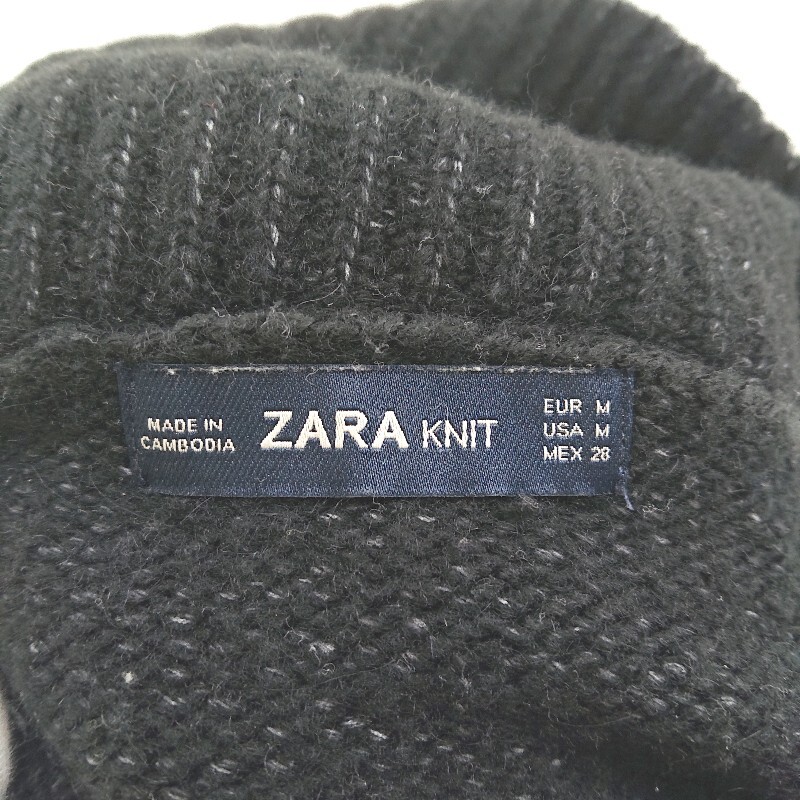 MADE IN
CAMBODIA
ZARA KNIT
EUR M
USA M
MEX 28